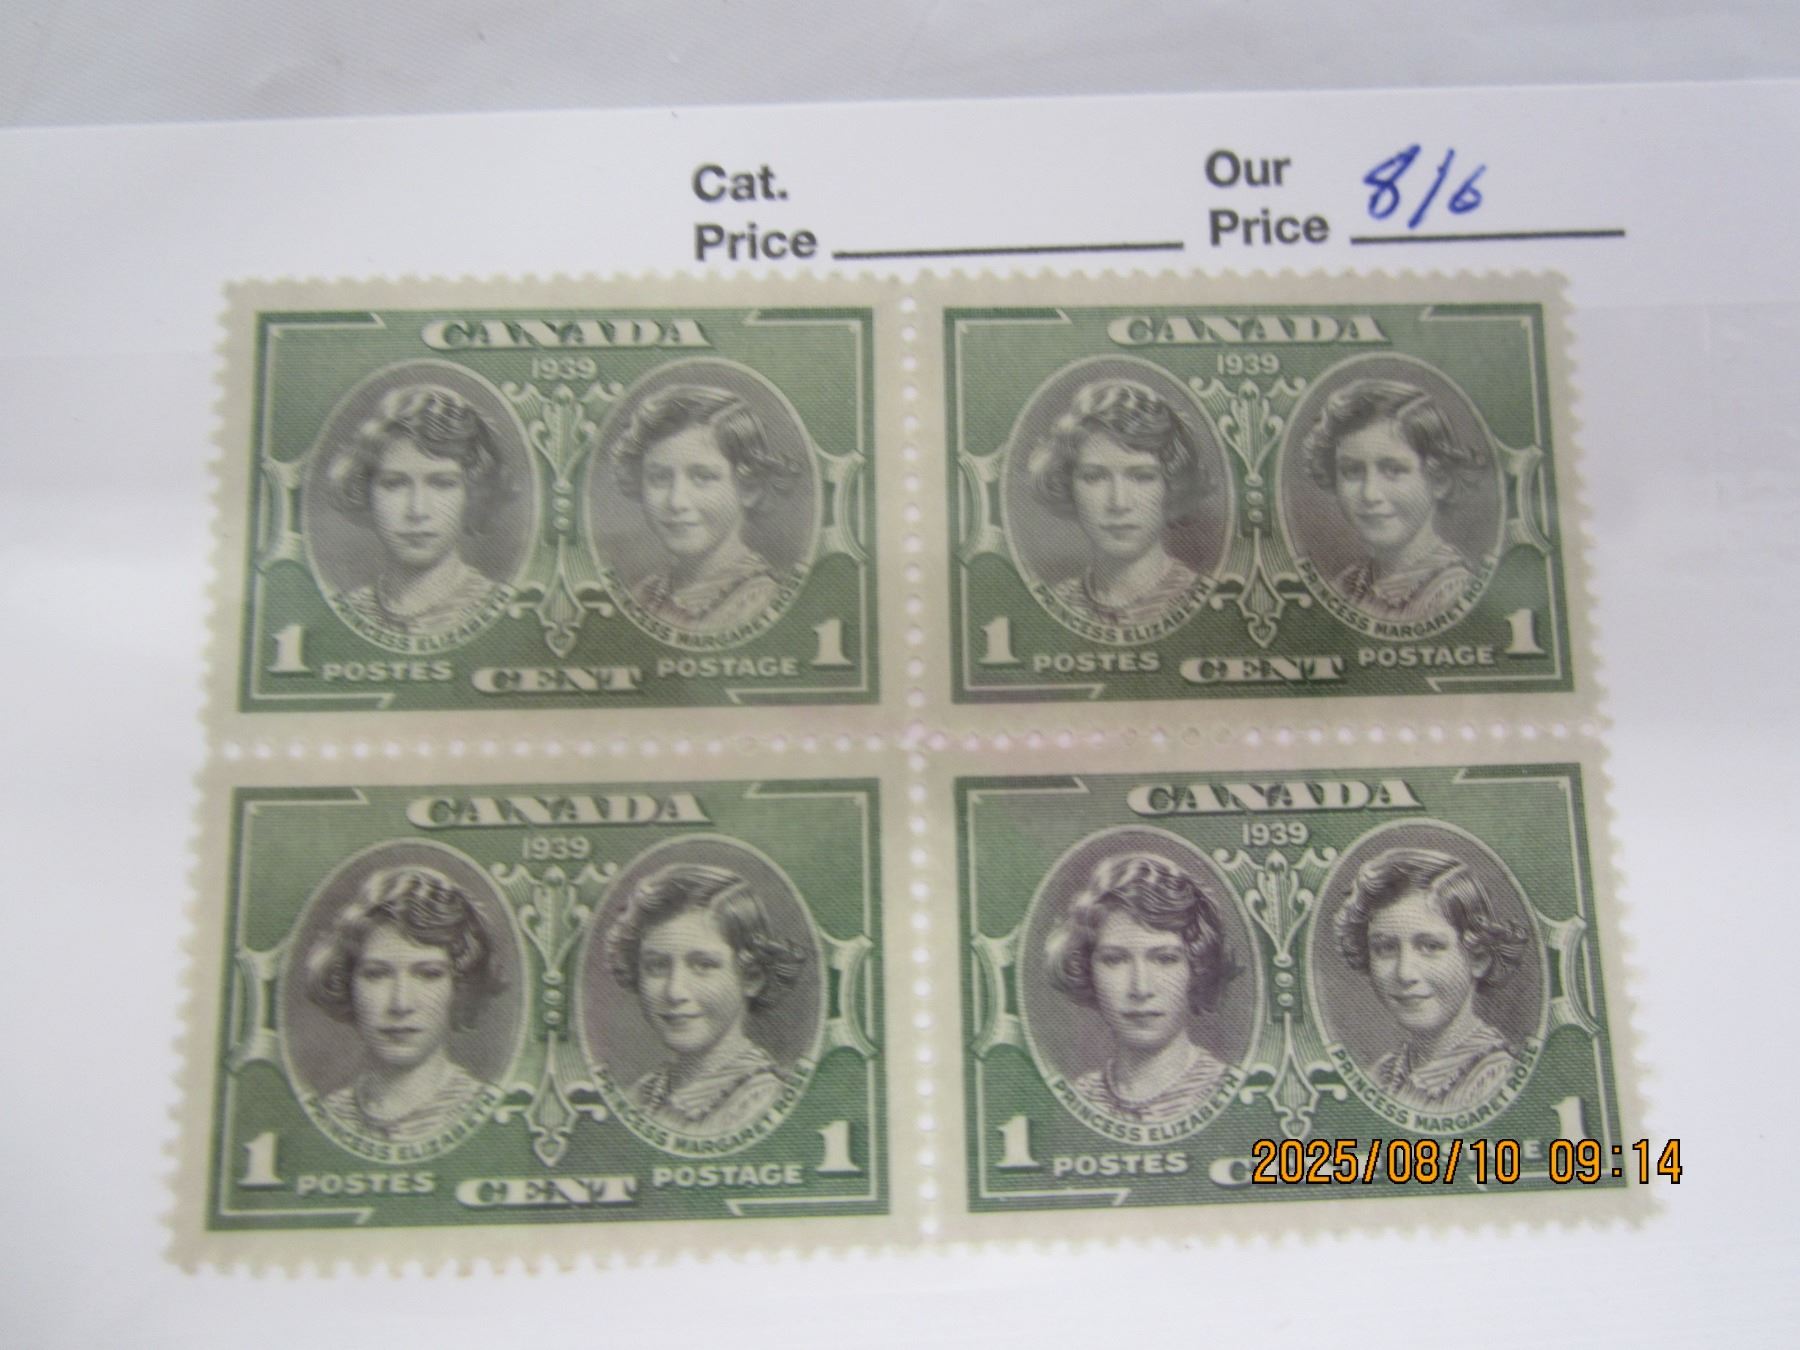 Cat. Price
Our Price 8/6
CANADA
1939
PRINCESS ELIZABETH
PRINCESS MARGARET ROSE
1 POSTES CENT POSTAGE 1
CANADA
1939
PRINCESS ELIZABETH
PRINCESS MARGARET ROSE
1 POSTES CENT POSTAGE 1
CANADA
1939
PRINCESS ELIZABETH
PRINCESS MARGARET ROSE
1 POSTES CENT POSTAGE 1
CANADA
1939
PRINCESS ELIZABETH
PRINCESS MARGARET ROSE
1 POSTES C E 1
2025/08/10 09:14